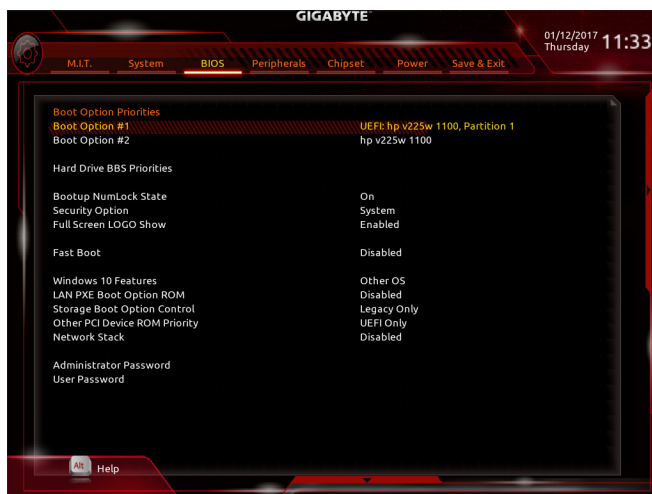 GIGABYTE
01/12/2017
Thursday
11:33
M.I.T. System BIOS Peripherals Chipset Power Save & Exit
Boot Option Priorities
Boot Option #1 UEFI: hp v225w 1100, Partition 1
Boot Option #2 hp v225w 1100
Hard Drive BBS Priorities
Bootup NumLock State On
Security Option System
Full Screen LOGO Show Enabled
Fast Boot Disabled
Windows 10 Features Other OS
LAN PXE Boot Option ROM Disabled
Storage Boot Option Control Legacy Only
Other PCI Device ROM Priority UEFI Only
Network Stack Disabled
Administrator Password
User Password
Alt Help